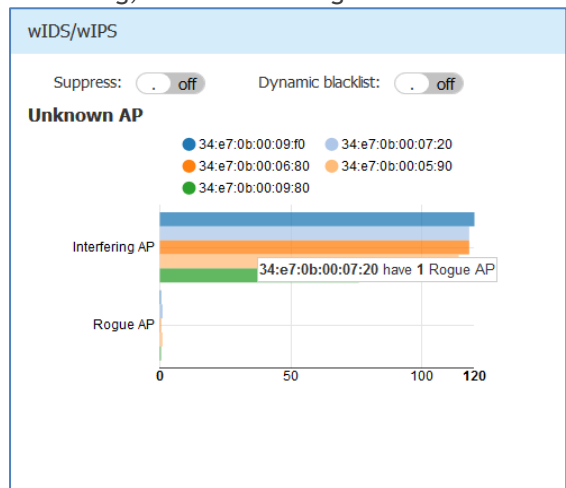 wIDS/wIPS
Suppress: . off Dynamic blacklist: . off
Unknown AP
34:e7:0b:00:09:f0 34:e7:0b:00:07:20
34:e7:0b:00:06:80 34:e7:0b:00:05:90
34:e7:0b:00:09:80
Interfering AP
34:e7:0b:00:07:20 have 1 Rogue AP
Rogue AP
0 50 100 120